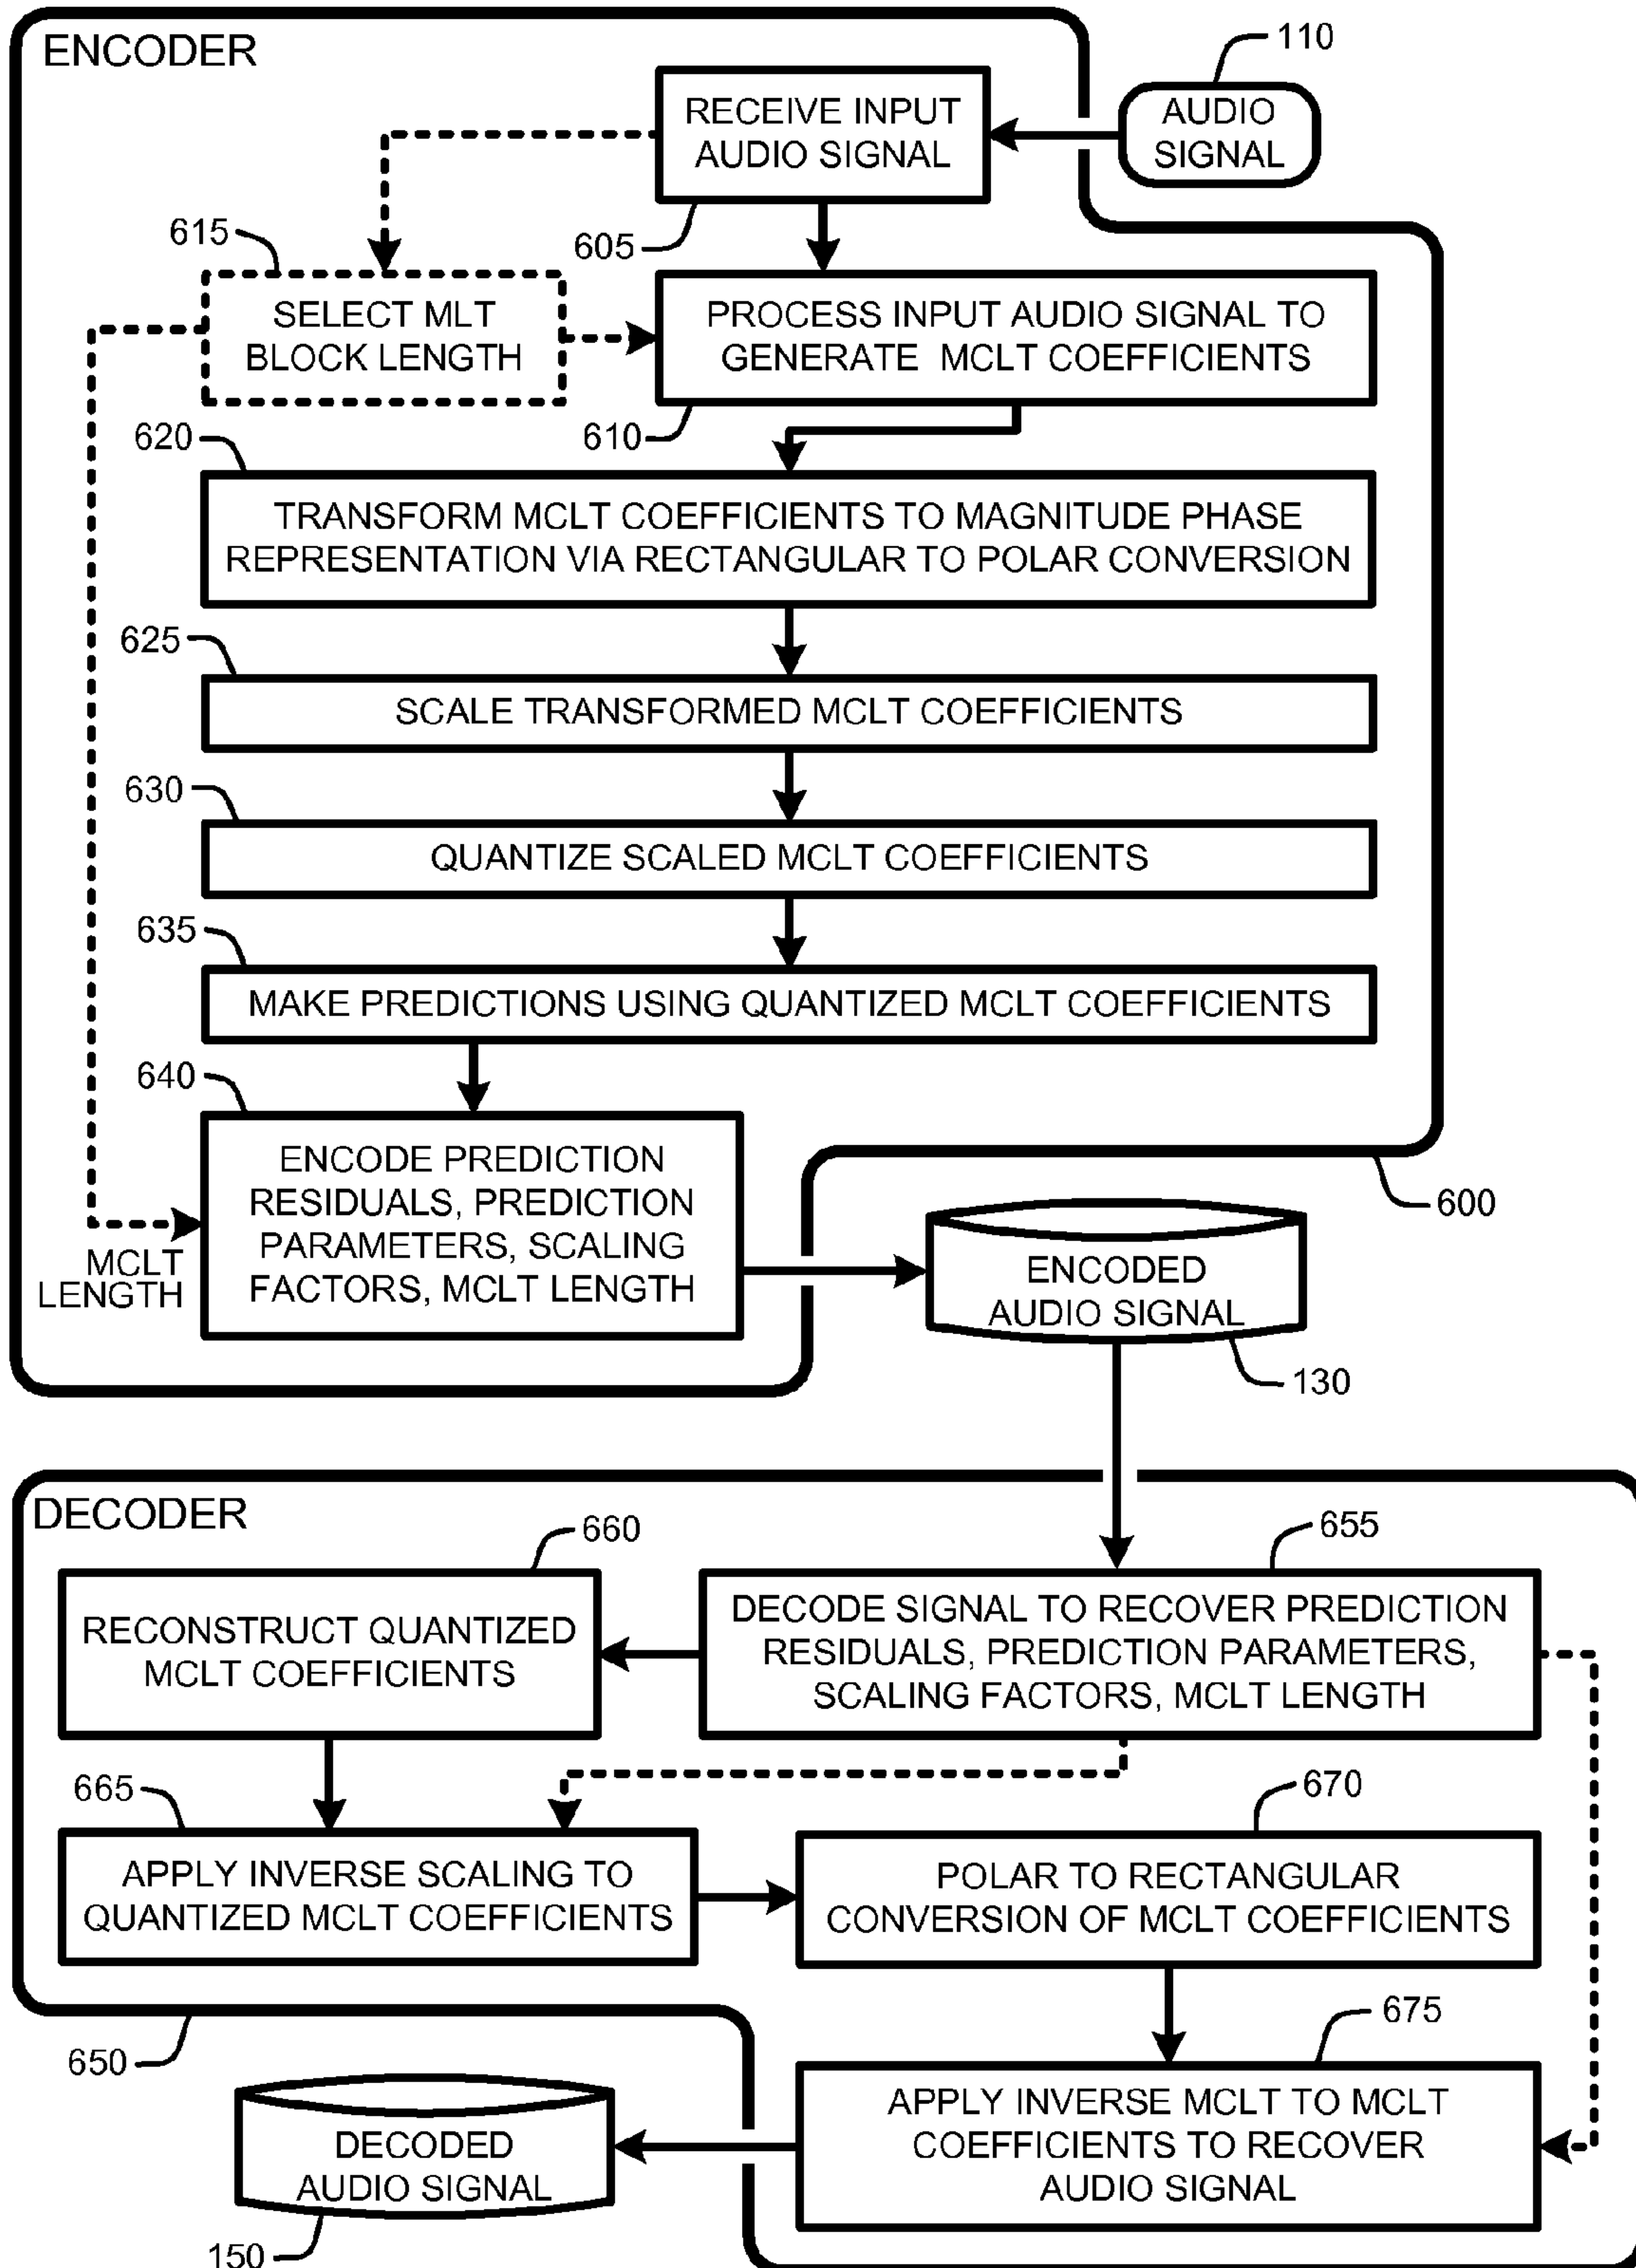 ENCODER
110
AUDIO
SIGNAL
RECEIVE INPUT
AUDIO SIGNAL
615
605
SELECT MLT
BLOCK LENGTH
PROCESS INPUT AUDIO SIGNAL TO
GENERATE MCLT COEFFICIENTS
620
610
TRANSFORM MCLT COEFFICIENTS TO MAGNITUDE PHASE
REPRESENTATION VIA RECTANGULAR TO POLAR CONVERSION
625
SCALE TRANSFORMED MCLT COEFFICIENTS
630
QUANTIZE SCALED MCLT COEFFICIENTS
635
MAKE PREDICTIONS USING QUANTIZED MCLT COEFFICIENTS
640
ENCODE PREDICTION
RESIDUALS, PREDICTION
PARAMETERS, SCALING
FACTORS, MCLT LENGTH
MCLT
LENGTH
600
ENCODED
AUDIO SIGNAL
130
DECODER
660
655
RECONSTRUCT QUANTIZED
MCLT COEFFICIENTS
DECODE SIGNAL TO RECOVER PREDICTION
RESIDUALS, PREDICTION PARAMETERS,
SCALING FACTORS, MCLT LENGTH
665
670
APPLY INVERSE SCALING TO
QUANTIZED MCLT COEFFICIENTS
POLAR TO RECTANGULAR
CONVERSION OF MCLT COEFFICIENTS
675
650
APPLY INVERSE MCLT TO MCLT
COEFFICIENTS TO RECOVER
AUDIO SIGNAL
DECODED
AUDIO SIGNAL
150